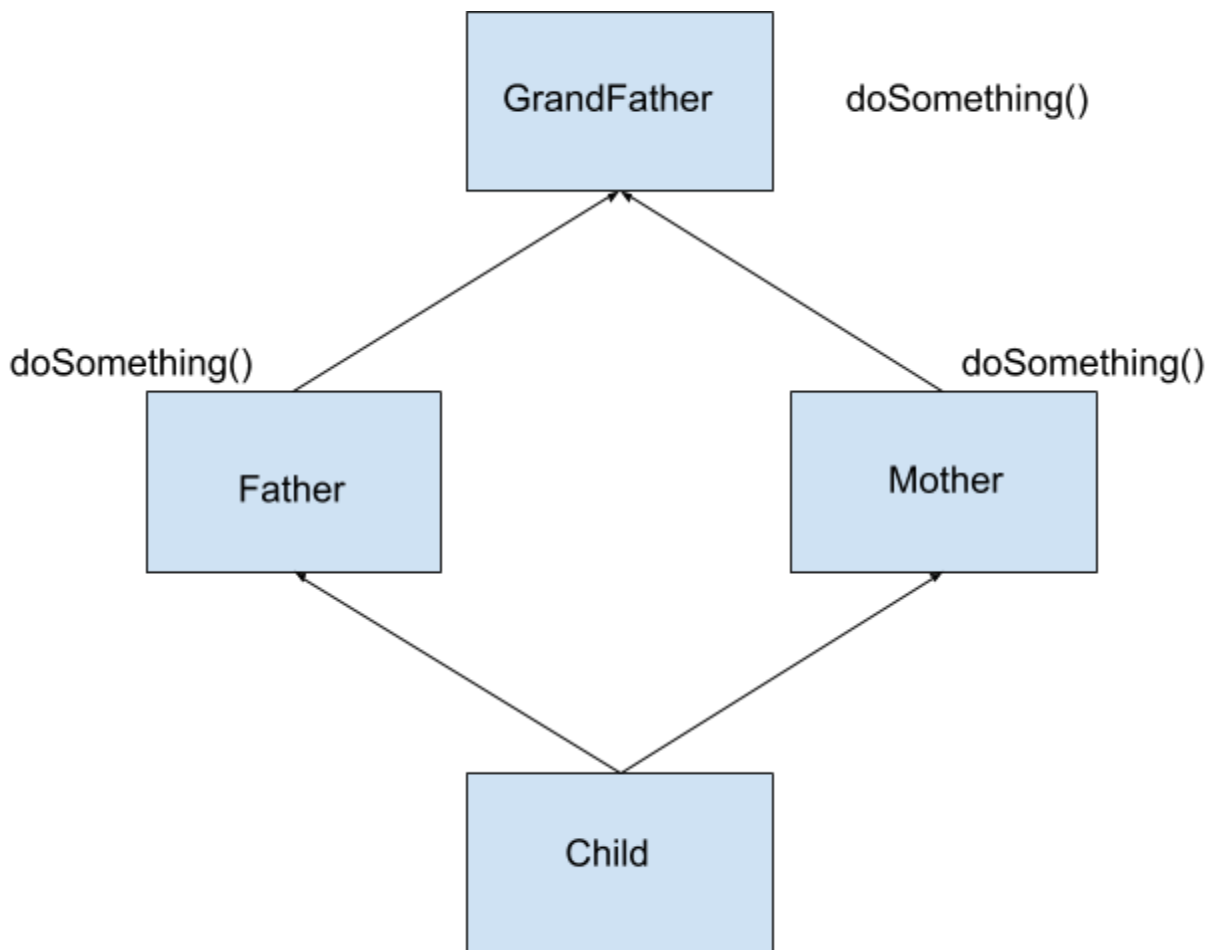 GrandFather
doSomething()
doSomething()
doSomething()
Father
Mother
Child